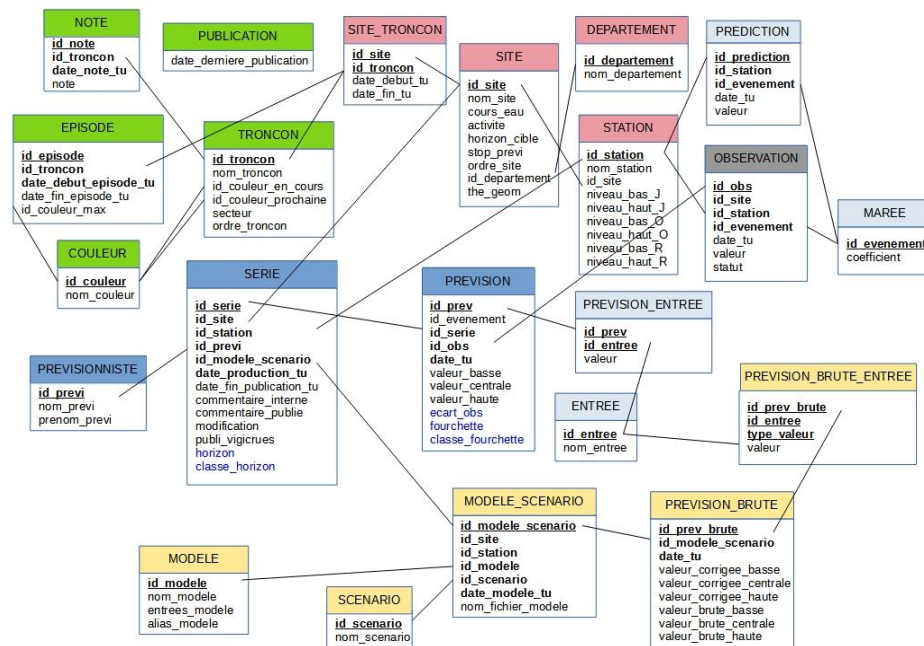 NOTE
id_note
id_troncon
date_note_tu
note
PUBLICATION
date_derniere_publication
SITE_TRONCON
id_site
id_troncon
date_debut_tu
date_fin_tu
SITE
id_site
nom_site
cours_eau
activite
horizon_cible
stop_previ
ordre_site
id_departement
the_geom
DEPARTEMENT
id_departement
nom_departement
PREDICTION
id_prediction
id_station
id_evenement
date_tu
valeur
EPISODE
id_episode
id_troncon
date_debut_episode_tu
date_fin_episode_tu
id_couleur_max
TRONCON
id_troncon
nom_troncon
id_couleur_en_cours
id_couleur_prochaine
secteur
ordre_troncon
STATION
id_station
nom_station
id_site
niveau_bas_J
niveau_haut_J
niveau_bas_O
niveau_haut_O
niveau_bas_R
niveau_haut_R
OBSERVATION
id_obs
id_site
id_station
id_evenement
date_tu
valeur
statut
MAREE
id_evenement
coefficient
COULEUR
id_couleur
nom_couleur
SERIE
id_serie
id_site
id_station
id_previ
id_modele_scenario
date_production_tu
date_fin_publication_tu
commentaire_interne
commentaire_publie
modification
publi_vigicrues
horizon
classe_horizon
PREVISION
id_prev
id_evenement
id_serie
id_obs
date_tu
valeur_basse
valeur_centrale
valeur_haute
ecart_obs
fourchette
classe_fourchette
PREVISION_ENTREE
id_prev
id_entree
valeur
PREVISIONNISTE
id_previ
nom_previ
prenom_previ
ENTREE
id_entree
nom_entree
PREVISION_BRUTE_ENTREE
id_prev_brute
id_entree
type_valeur
valeur
MODELE_SCENARIO
id_modele_scenario
id_site
id_station
id_modele
id_scenario
date_modele_tu
nom_fichier_modele
PREVISION_BRUTE
id_prev_brute
id_modele_scenario
date_tu
valeur_corrigee_basse
valeur_corrigee_centrale
valeur_corrigee_haute
valeur_brute_basse
valeur_brute_centrale
valeur_brute_haute
MODELE
id_modele
nom_modele
entrees_modele
alias_modele
SCENARIO
id_scenario
nom_scenario